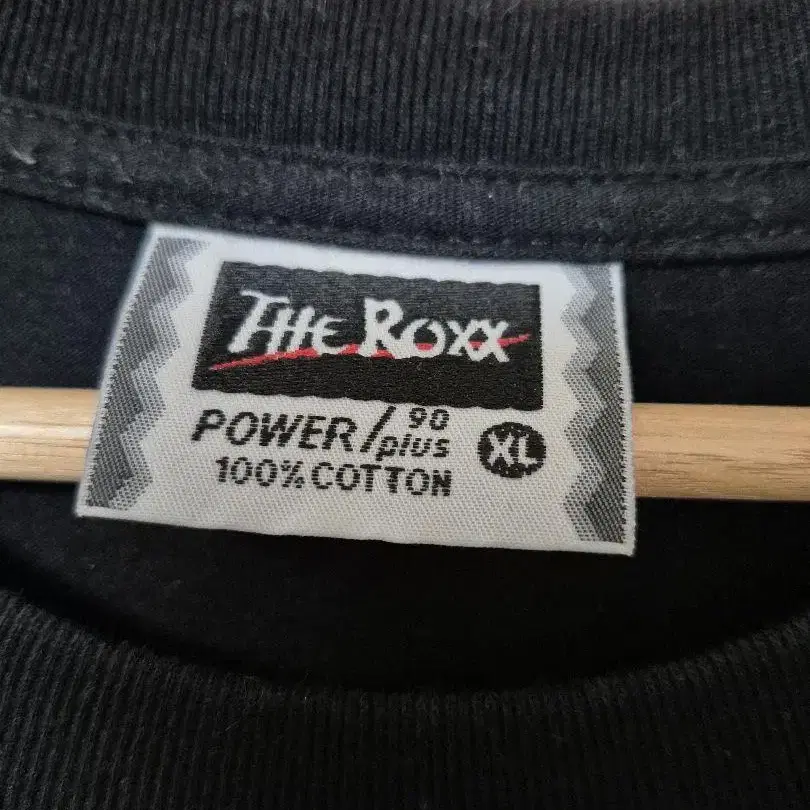 THE ROXX
POWER/90 plus
100% COTTON
XL